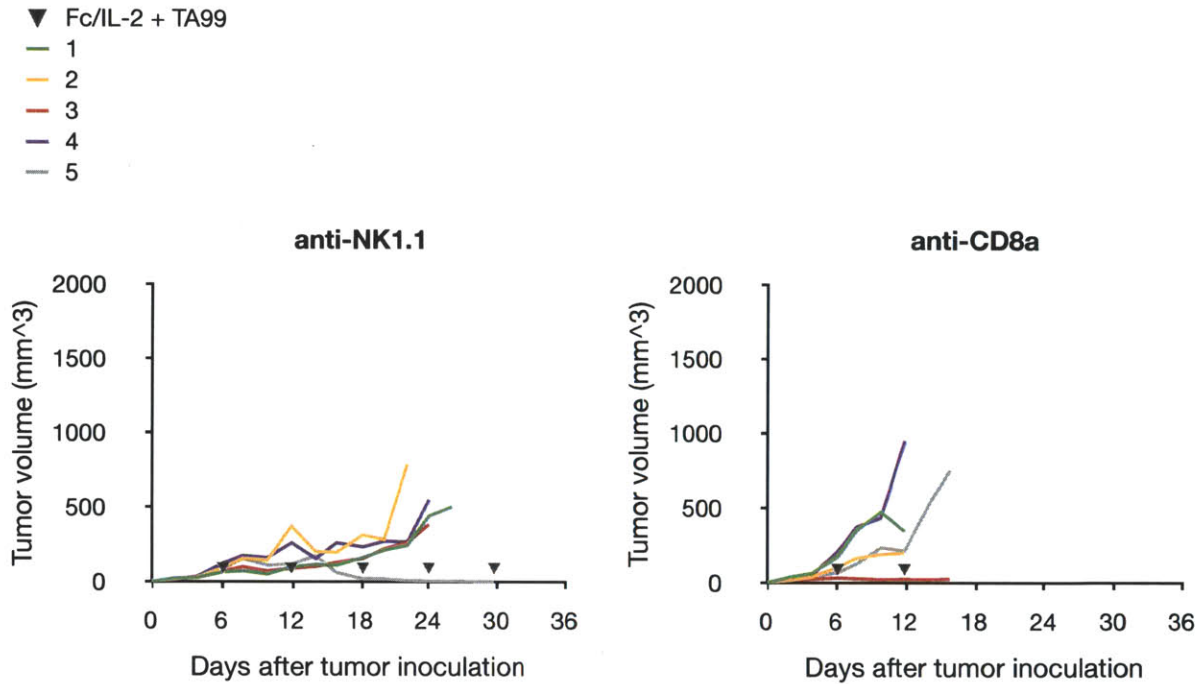 Fc/IL-2 + TA99
1
2
3
4
5
anti-NK1.1
Tumor volume (mm^3)
2000
1500
1000
500
0
0 6 12 18 24 30 36
Days after tumor inoculation
anti-CD8a
Tumor volume (mm^3)
2000
1500
1000
500
0
0 6 12 18 24 30 36
Days after tumor inoculation